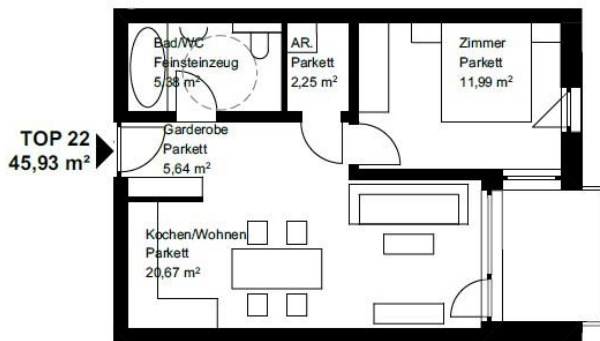 Bad/WC
Feinsteinzeug
5,38 m²
AR.
Parkett
2,25 m²
Zimmer
Parkett
11,99 m²
TOP 22
45,93 m²
Garderobe
Parkett
5,64 m²
Kochen/Wohnen
Parkett
20,67 m²